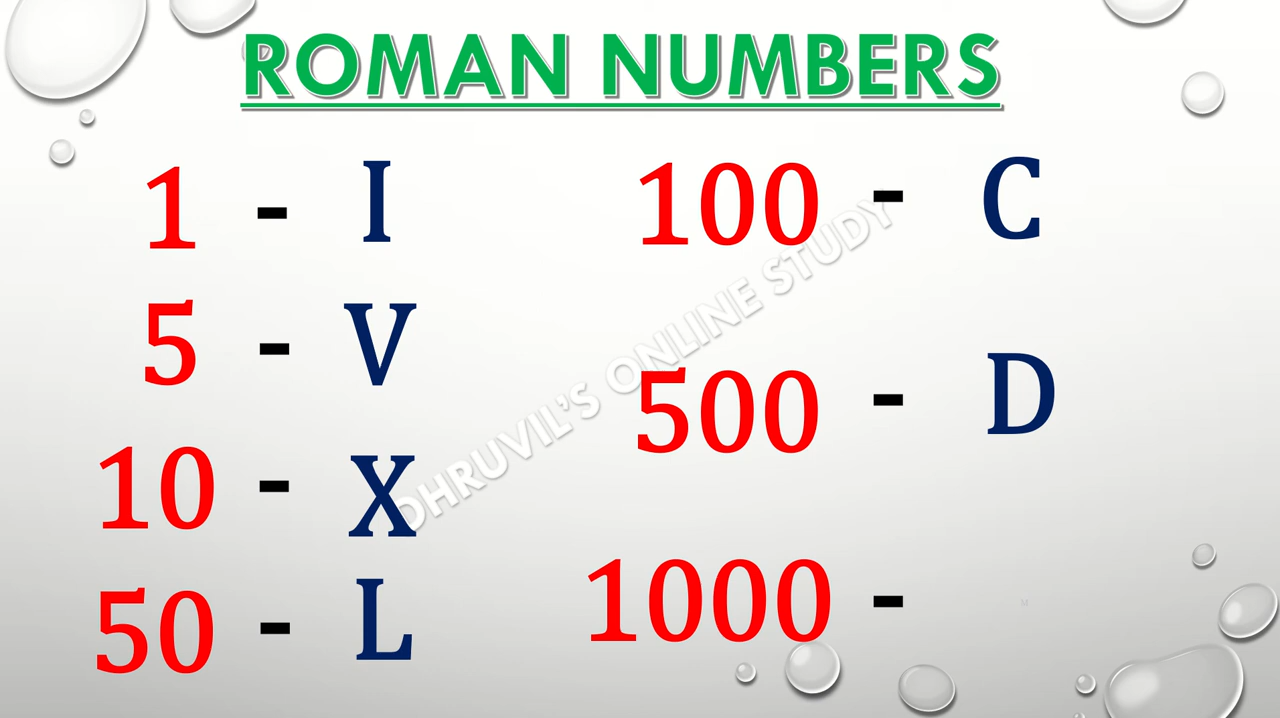 ROMAN NUMBERS
1 - I
5 - V
10 - X
50 - L
100 - C
500 - D
1000 - M
DHRUVIL'S ONLINE STUDY